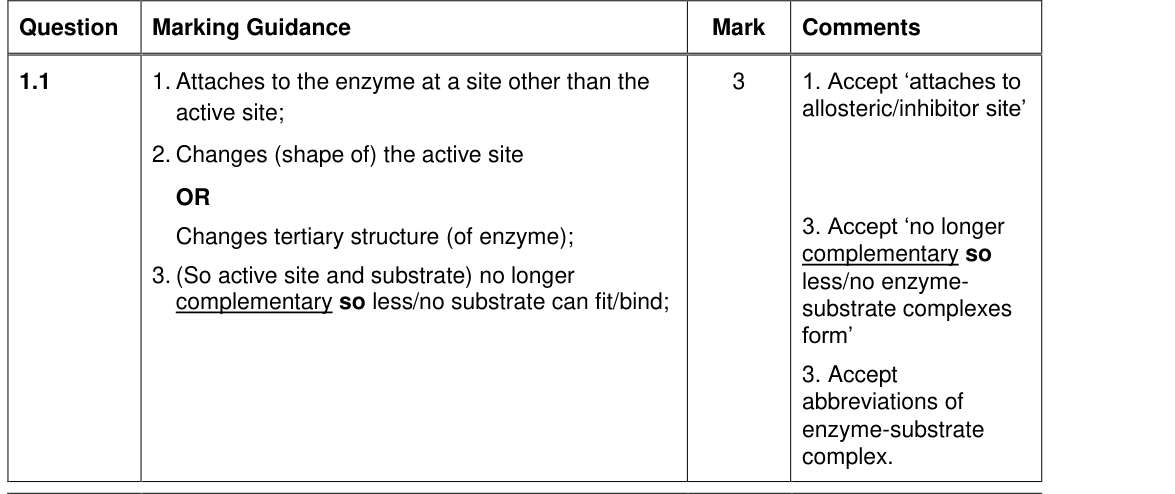 Question Marking Guidance Mark Comments
1.1
1. Attaches to the enzyme at a site other than the
active site;
2. Changes (shape of) the active site
OR
Changes tertiary structure (of enzyme);
3. (So active site and substrate) no longer
complementary so less/no substrate can fit/bind;
3
1. Accept ‘attaches to
allosteric/inhibitor site’
3. Accept ‘no longer
complementary so
less/no enzyme-
substrate complexes
form’
3. Accept
abbreviations of
enzyme-substrate
complex.